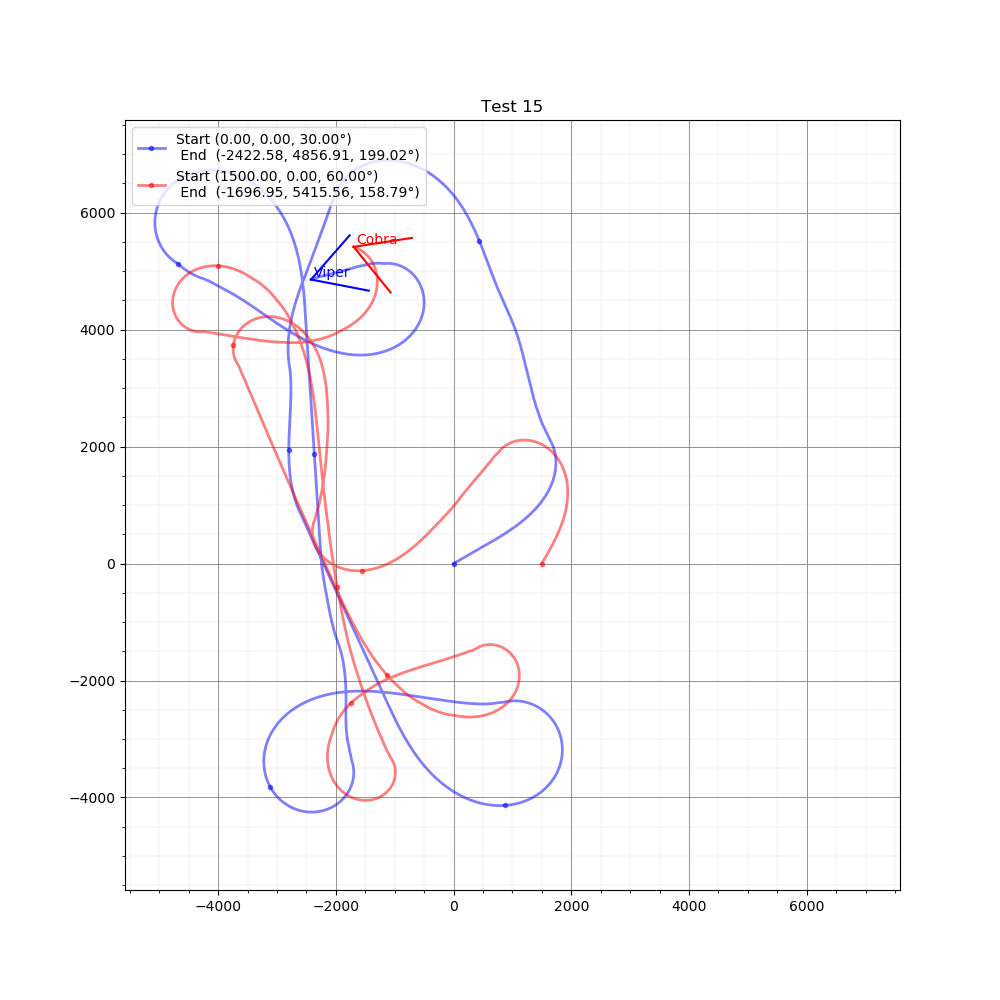 Test 15
Start (0.00, 0.00, 30.00°)
End (-2422.58, 4856.91, 199.02°)
Start (1500.00, 0.00, 60.00°)
End (-1696.95, 5415.56, 158.79°)
6000
Cobra
Viper
4000
2000
0
−2000
−4000
−4000
−2000
0
2000
4000
6000